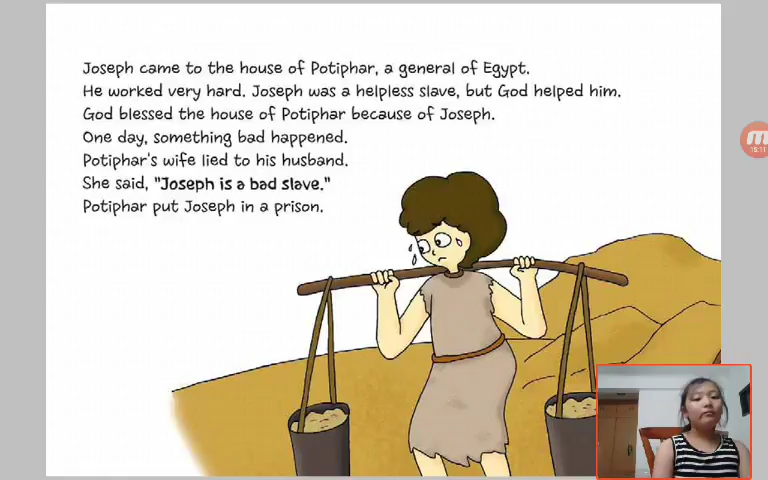 Joseph came to the house of Potiphar, a general of Egypt.
He worked very hard. Joseph was a helpless slave, but God helped him.
God blessed the house of Potiphar because of Joseph.
One day, something bad happened.
Potiphar's wife lied to his husband.
She said, "Joseph is a bad slave."
Potiphar put Joseph in a prison.
15:11